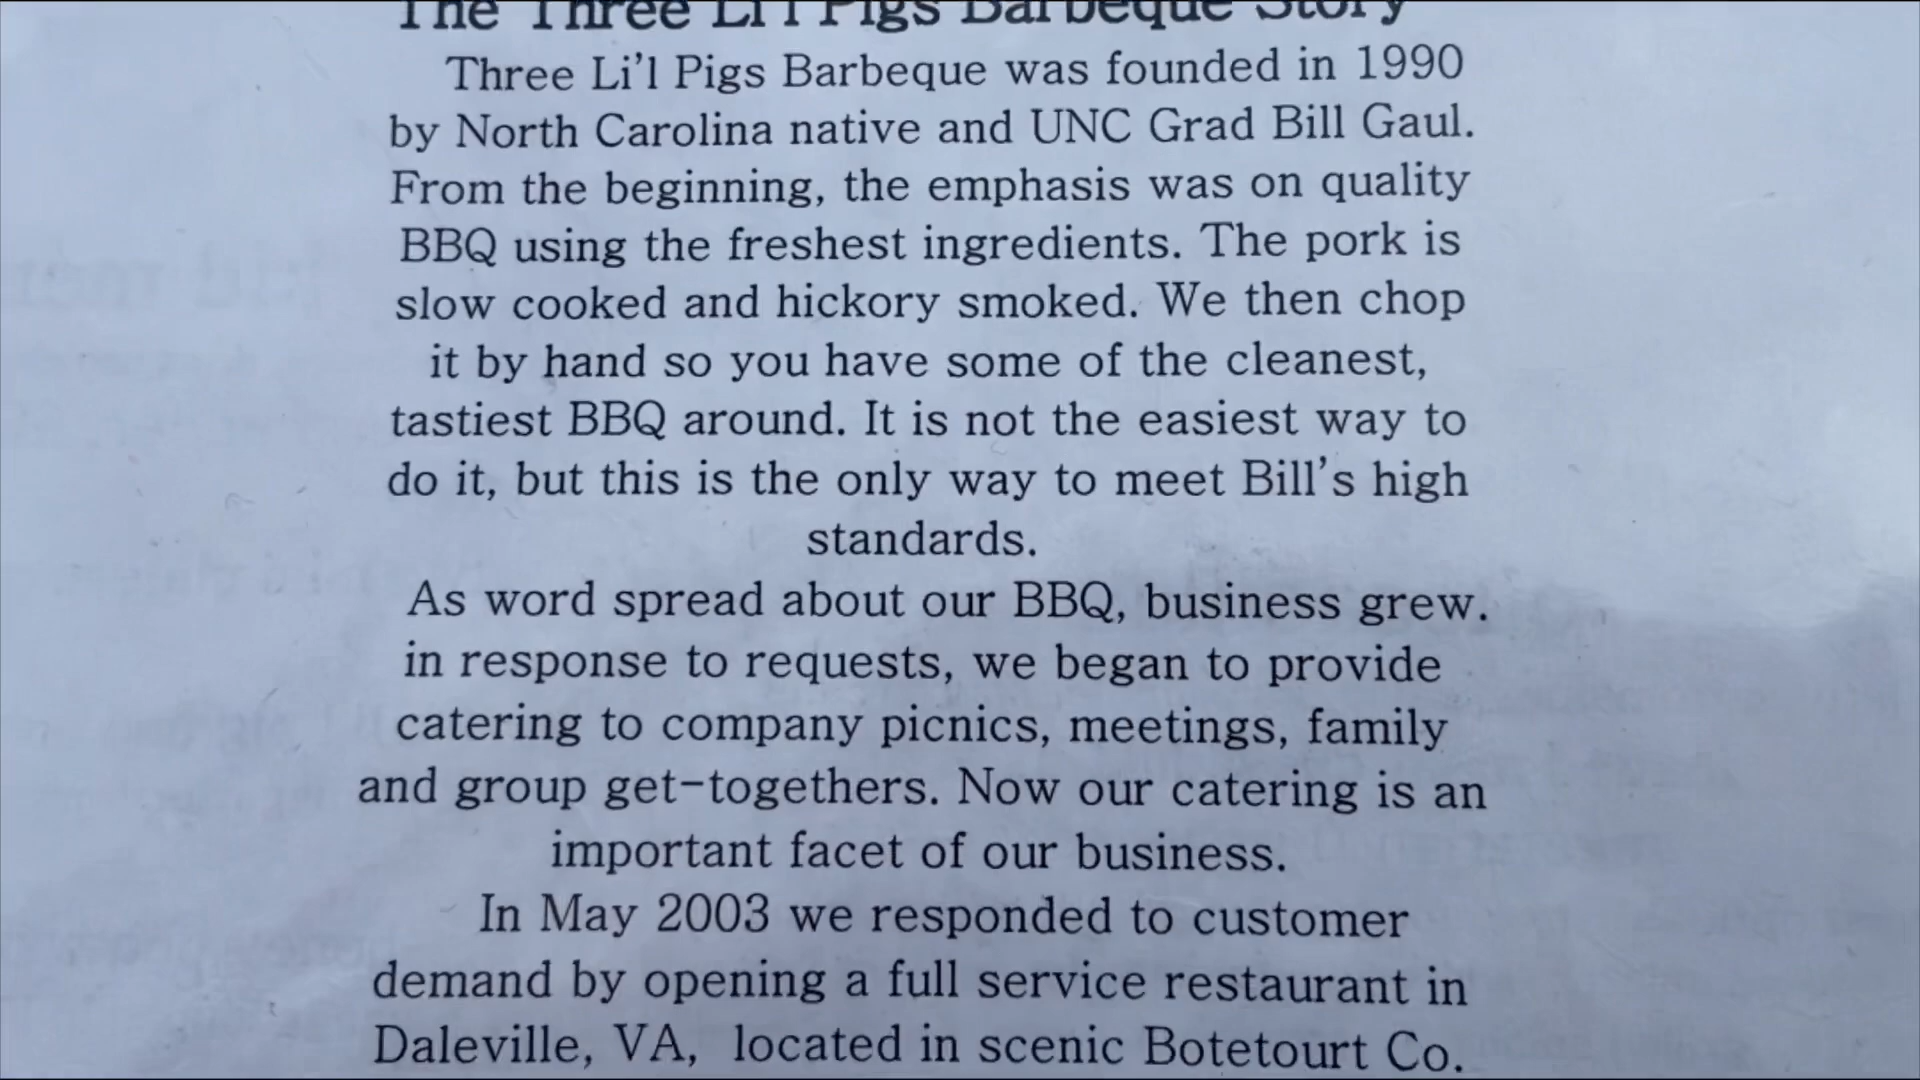 The Three Li'l Pigs Barbeque Story
Three Li'l Pigs Barbeque was founded in 1990
by North Carolina native and UNC Grad Bill Gaul.
From the beginning, the emphasis was on quality
BBQ using the freshest ingredients. The pork is
slow cooked and hickory smoked. We then chop
it by hand so you have some of the cleanest,
tastiest BBQ around. It is not the easiest way to
do it, but this is the only way to meet Bill's high
standards.
As word spread about our BBQ, business grew.
in response to requests, we began to provide
catering to company picnics, meetings, family
and group get-togethers. Now our catering is an
important facet of our business.
In May 2003 we responded to customer
demand by opening a full service restaurant in
Daleville, VA, located in scenic Botetourt Co.